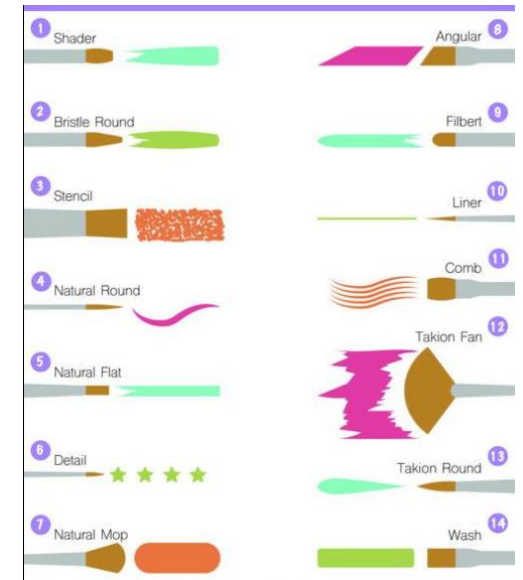 1
Shader
2
Bristle Round
3
Stencil
4
Natural Round
5
Natural Flat
6
Detail
7
Natural Mop
8
Angular
9
Filbert
10
Liner
11
Comb
12
Takion Fan
13
Takion Round
14
Wash